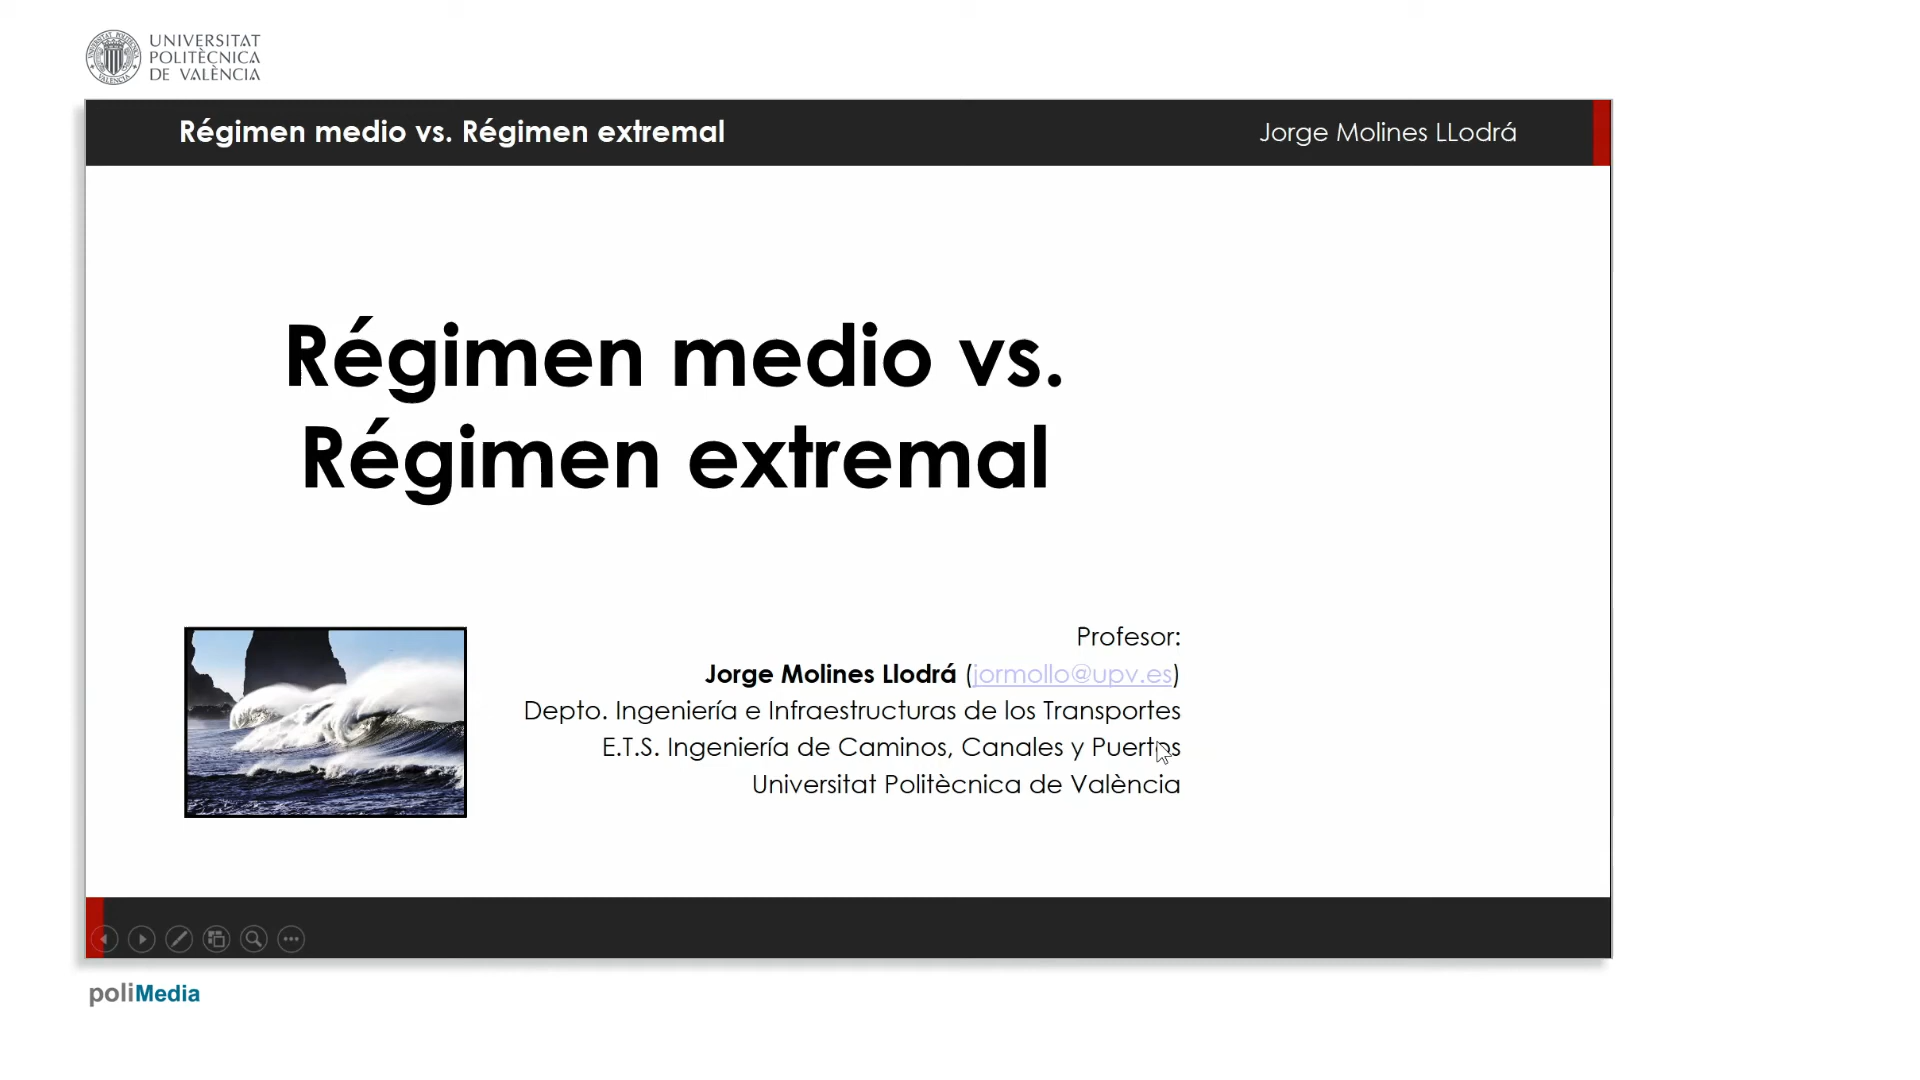 UNIVERSITAT
POLITÈCNICA
DE VALÈNCIA
Régimen medio vs. Régimen extremal
Jorge Molines LLodrá
Régimen medio vs.
Régimen extremal
Profesor:
Jorge Molines Llodrá (jormollo@upv.es)
Depto. Ingeniería e Infraestructuras de los Transportes
E.T.S. Ingeniería de Caminos, Canales y Puertos
Universitat Politècnica de València
poliMedia